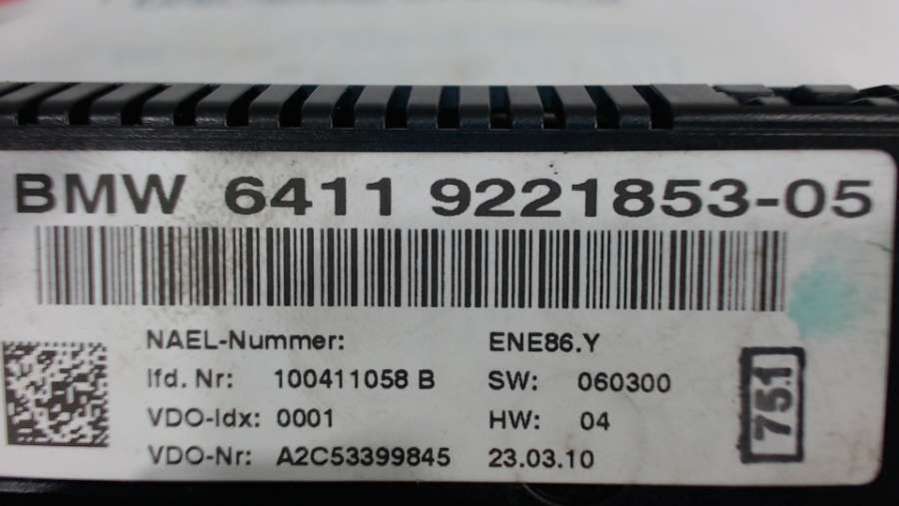 BMW 6411 9221853-05
NAEL-Nummer: ENE86.Y
lfd. Nr: 100411058 B SW: 060300
VDO-Idx: 0001 HW: 04
VDO-Nr: A2C53399845 23.03.10
751